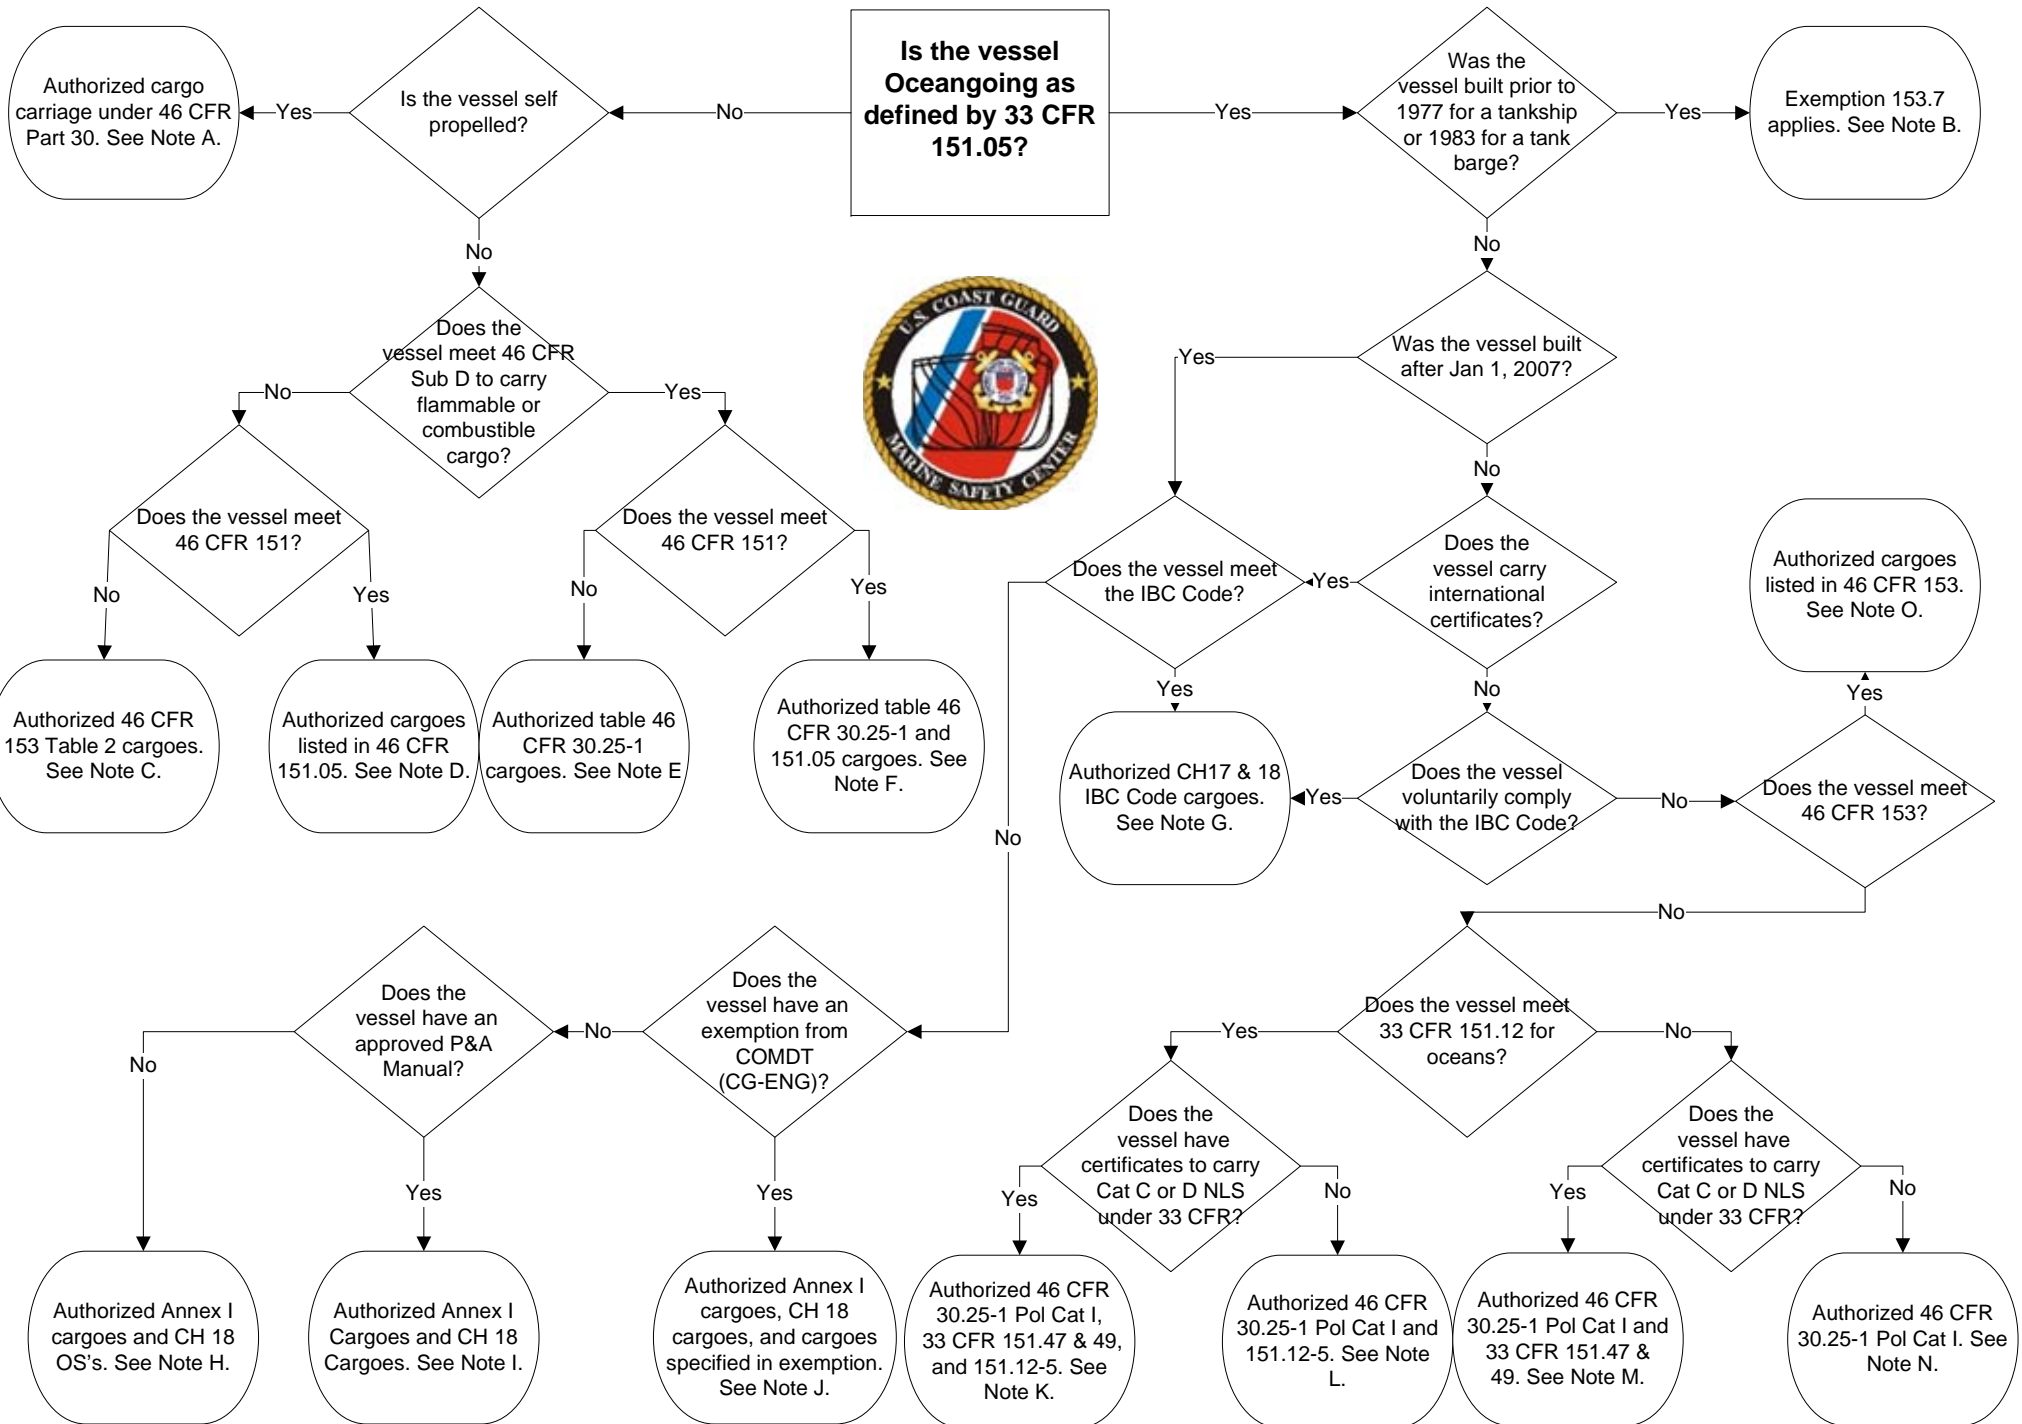 Is the vessel
Oceangoing as
defined by 33 CFR
151.05?
No
Yes
Is the vessel self
propelled?
Yes
Authorized cargo
carriage under 46 CFR
Part 30. See Note A.
No
Was the
vessel built prior to
1977 for a tankship
or 1983 for a tank
barge?
Yes
Exemption 153.7
applies. See Note B.
No
Does the
vessel meet 46 CFR
Sub D to carry
flammable or
combustible
cargo?
No
Yes
U.S. COAST GUARD
MARINE SAFETY CENTER
Was the vessel built
after Jan 1, 2007?
Yes
No
Does the vessel meet
46 CFR 151?
No
Yes
Does the vessel meet
46 CFR 151?
No
Yes
Does the vessel meet
the IBC Code?
Yes
Does the
vessel carry
international
certificates?
Authorized cargoes
listed in 46 CFR 153.
See Note O.
No
Yes
No
Yes
Authorized 46 CFR
153 Table 2 cargoes.
See Note C.
Authorized cargoes
listed in 46 CFR
151.05. See Note D.
Authorized table 46
CFR 30.25-1
cargoes. See Note E
Authorized table 46
CFR 30.25-1 and
151.05 cargoes. See
Note F.
Authorized CH17 & 18
IBC Code cargoes.
See Note G.
Yes
Does the vessel
voluntarily comply
with the IBC Code?
No
Does the vessel meet
46 CFR 153?
No
Does the
vessel have an
approved P&A
Manual?
No
Does the
vessel have an
exemption from
COMDT
(CG-ENG)?
Does the vessel meet
33 CFR 151.12 for
oceans?
Yes
No
No
Yes
Yes
Does the
vessel have
certificates to carry
Cat C or D NLS
under 33 CFR?
Yes
No
Does the
vessel have
certificates to carry
Cat C or D NLS
under 33 CFR?
Yes
No
Authorized Annex I
cargoes and CH 18
OS's. See Note H.
Authorized Annex I
Cargoes and CH 18
Cargoes. See Note I.
Authorized Annex I
cargoes, CH 18
cargoes, and cargoes
specified in exemption.
See Note J.
Authorized 46 CFR
30.25-1 Pol Cat I,
33 CFR 151.47 & 49,
and 151.12-5. See
Note K.
Authorized 46 CFR
30.25-1 Pol Cat I and
151.12-5. See Note
L.
Authorized 46 CFR
30.25-1 Pol Cat I and
33 CFR 151.47 &
49. See Note M.
Authorized 46 CFR
30.25-1 Pol Cat I. See
Note N.